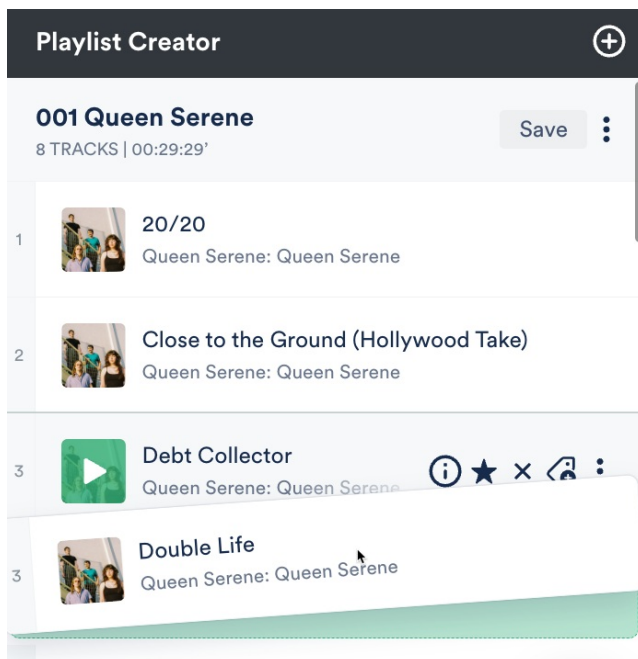 Playlist Creator
001 Queen Serene
Save
8 TRACKS | 00:29:29’
1
20/20
Queen Serene: Queen Serene
2
Close to the Ground (Hollywood Take)
Queen Serene: Queen Serene
3
Debt Collector
Queen Serene: Queen Serene
3
Double Life
Queen Serene: Queen Serene